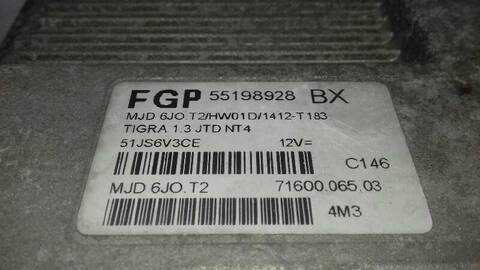 FGP 55198928 BX
MJD 6JO.T2/HW01D/1412-T183
TIGRA 1.3 JTD NT4
51JS6V3CE 12V=
C146
MJD 6JO.T2 71600.065.03
4M3